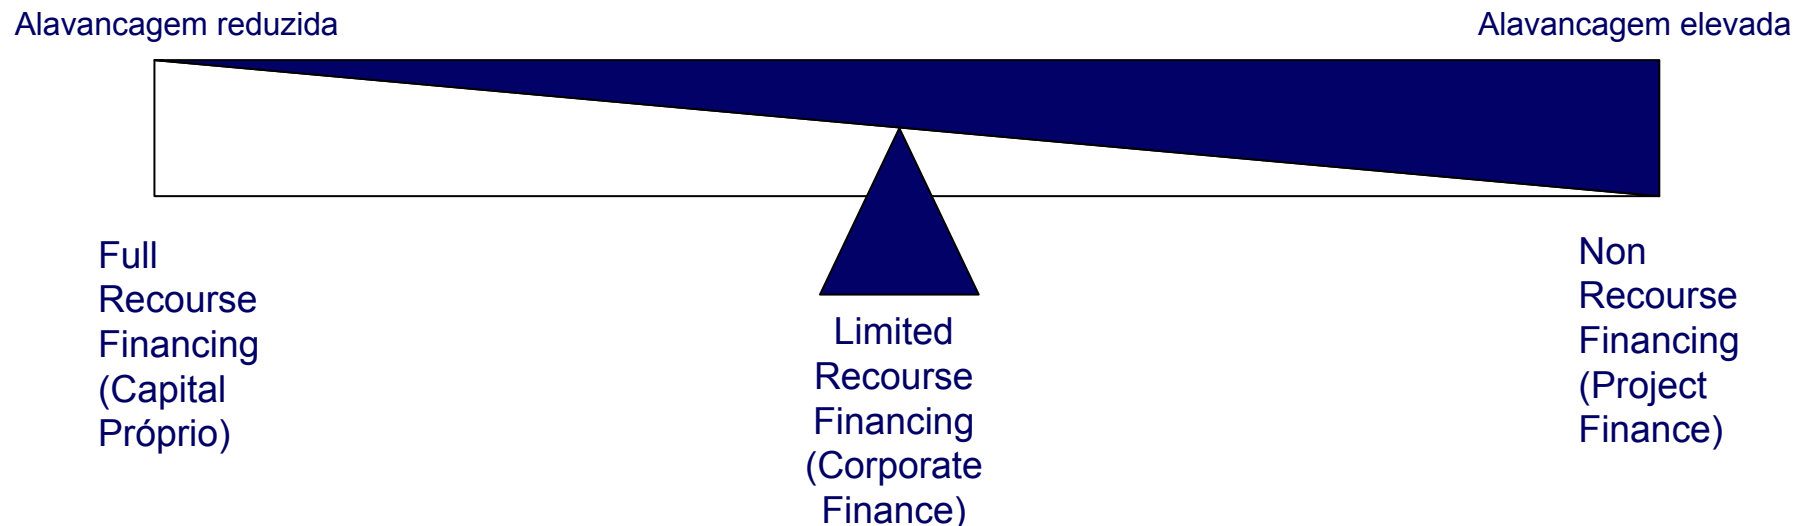 Alavancagem reduzida
Alavancagem elevada
Full
Recourse
Financing
(Capital
Próprio)
Limited
Recourse
Financing
(Corporate
Finance)
Non
Recourse
Financing
(Project
Finance)